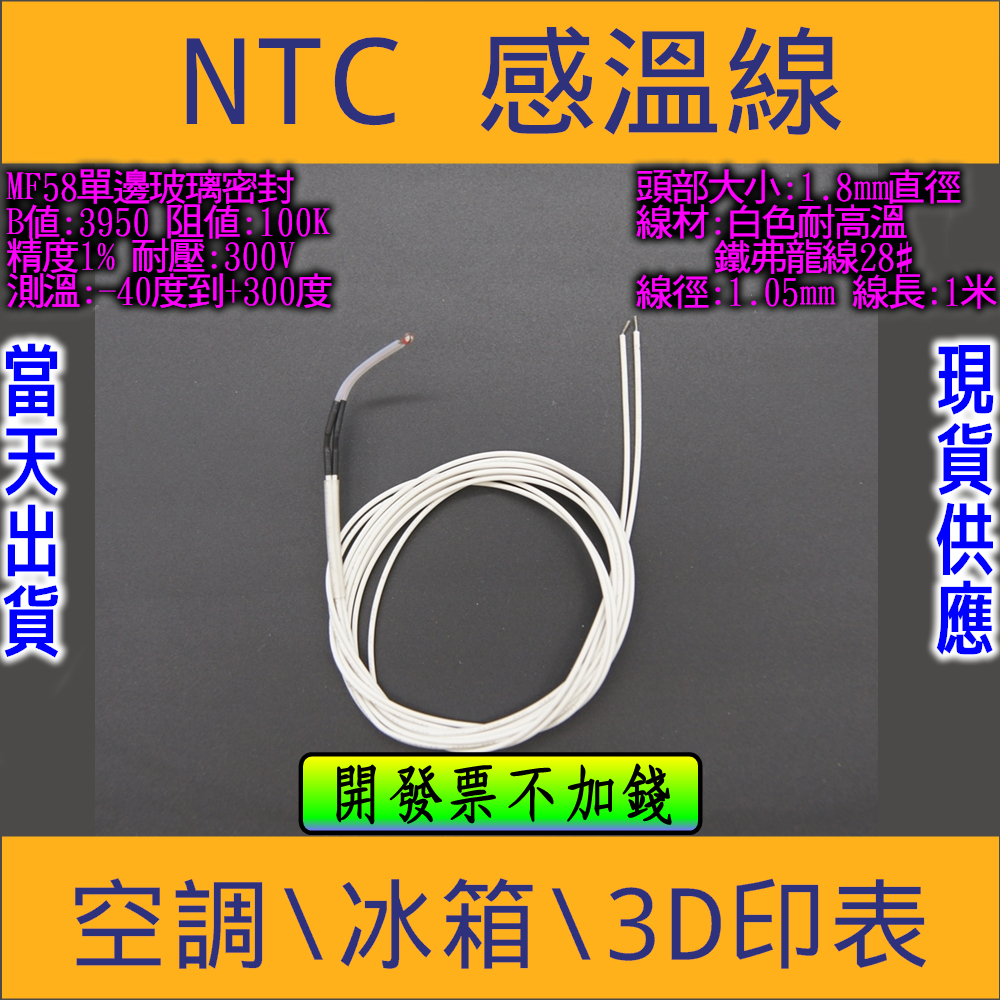 NTC 感溫線
MF58單邊玻璃密封
B值:3950 阻值:100K
精度1% 耐壓:300V
測溫:-40度到+300度
頭部大小:1.8mm直徑
線材:白色耐高溫
鐵弗龍線28#
線徑:1.05mm 線長:1米
當天出貨
現貨供應
開發票不加錢
空調\冰箱\3D印表